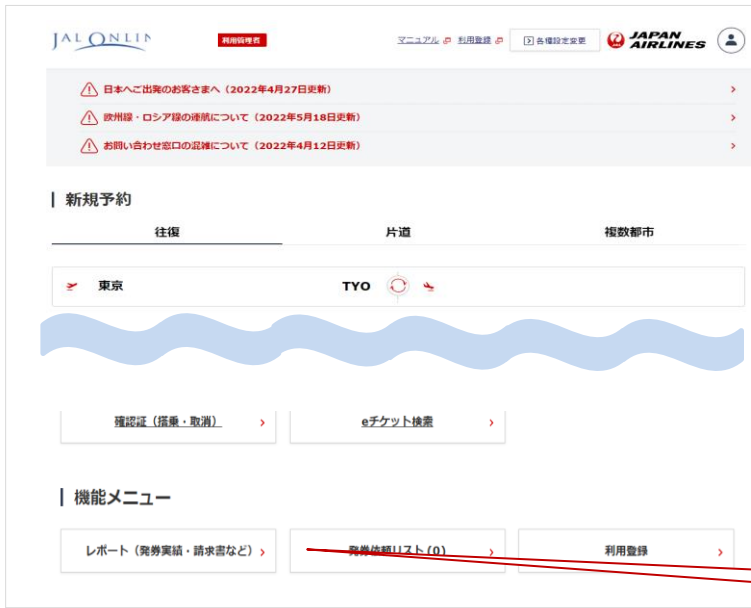 JAL ONLIN
利用管理者
マニュアル 利用登録 各種設定変更
JAPAN AIRLINES
日本へご出発のお客さまへ（2022年4月27日更新）
欧州線・ロシア線の運航について（2022年5月18日更新）
お問い合わせ窓口の混雑について（2022年4月12日更新）
新規予約
往復 片道 複数都市
東京 TYO
確認証（搭乗・取消） eチケット検索
機能メニュー
レポート（発券実績・請求書など） 発券依頼リスト(0) 利用登録